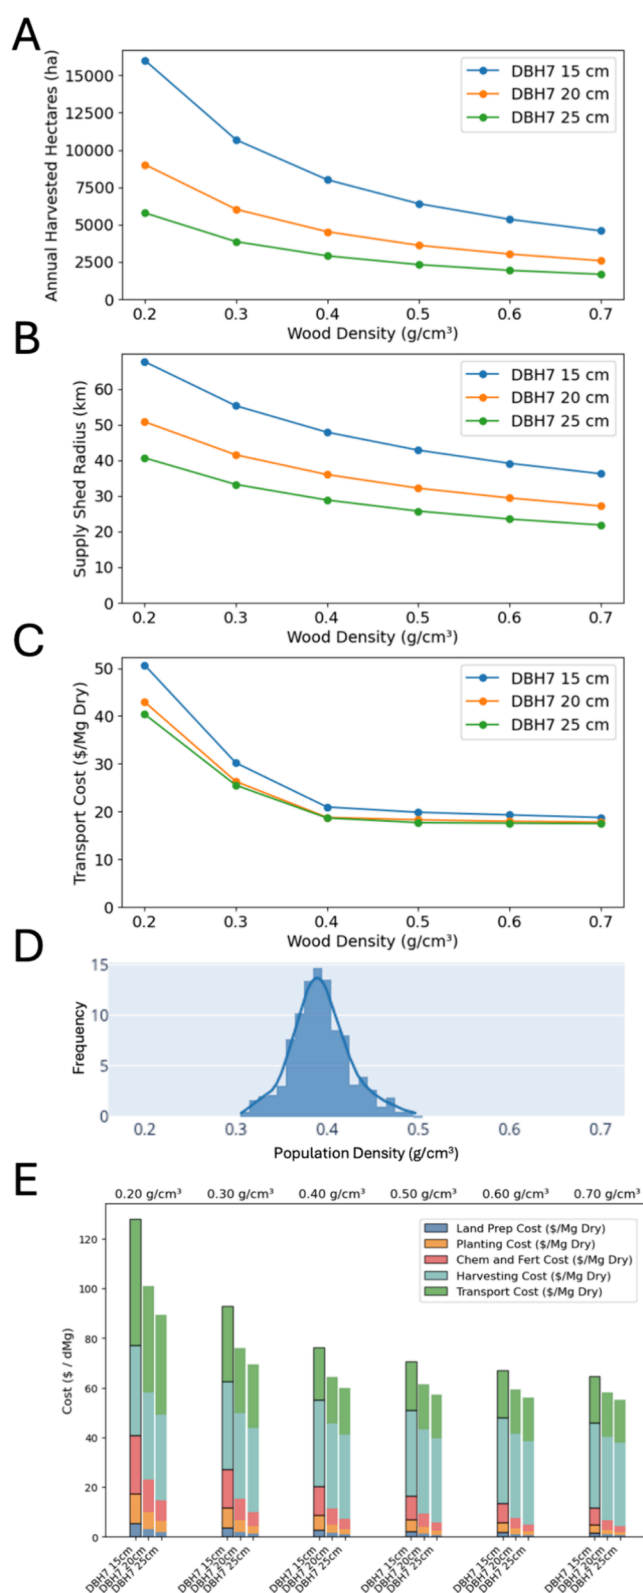 A
Annual Harvested Hectares (ha)
15000
12500
10000
7500
5000
2500
0
DBH7 15 cm
DBH7 20 cm
DBH7 25 cm
0.2 0.3 0.4 0.5 0.6 0.7
Wood Density (g/cm³)
B
Supply Shed Radius (km)
60
50
40
30
20
10
0
DBH7 15 cm
DBH7 20 cm
DBH7 25 cm
0.2 0.3 0.4 0.5 0.6 0.7
Wood Density (g/cm³)
C
Transport Cost ($/Mg Dry)
50
40
30
20
10
0
DBH7 15 cm
DBH7 20 cm
DBH7 25 cm
0.2 0.3 0.4 0.5 0.6 0.7
Wood Density (g/cm³)
D
Frequency
15
10
5
0
0.2 0.3 0.4 0.5 0.6 0.7
Population Density (g/cm³)
E
0.20 g/cm³ 0.30 g/cm³ 0.40 g/cm³ 0.50 g/cm³ 0.60 g/cm³ 0.70 g/cm³
Cost ($ / dMg)
120
100
80
60
40
20
0
Land Prep Cost ($/Mg Dry)
Planting Cost ($/Mg Dry)
Chem and Fert Cost ($/Mg Dry)
Harvesting Cost ($/Mg Dry)
Transport Cost ($/Mg Dry)
DBH7 15cm
DBH7 20cm
DBH7 25cm
DBH7 15cm
DBH7 20cm
DBH7 25cm
DBH7 15cm
DBH7 20cm
DBH7 25cm
DBH7 15cm
DBH7 20cm
DBH7 25cm
DBH7 15cm
DBH7 20cm
DBH7 25cm
DBH7 15cm
DBH7 20cm
DBH7 25cm